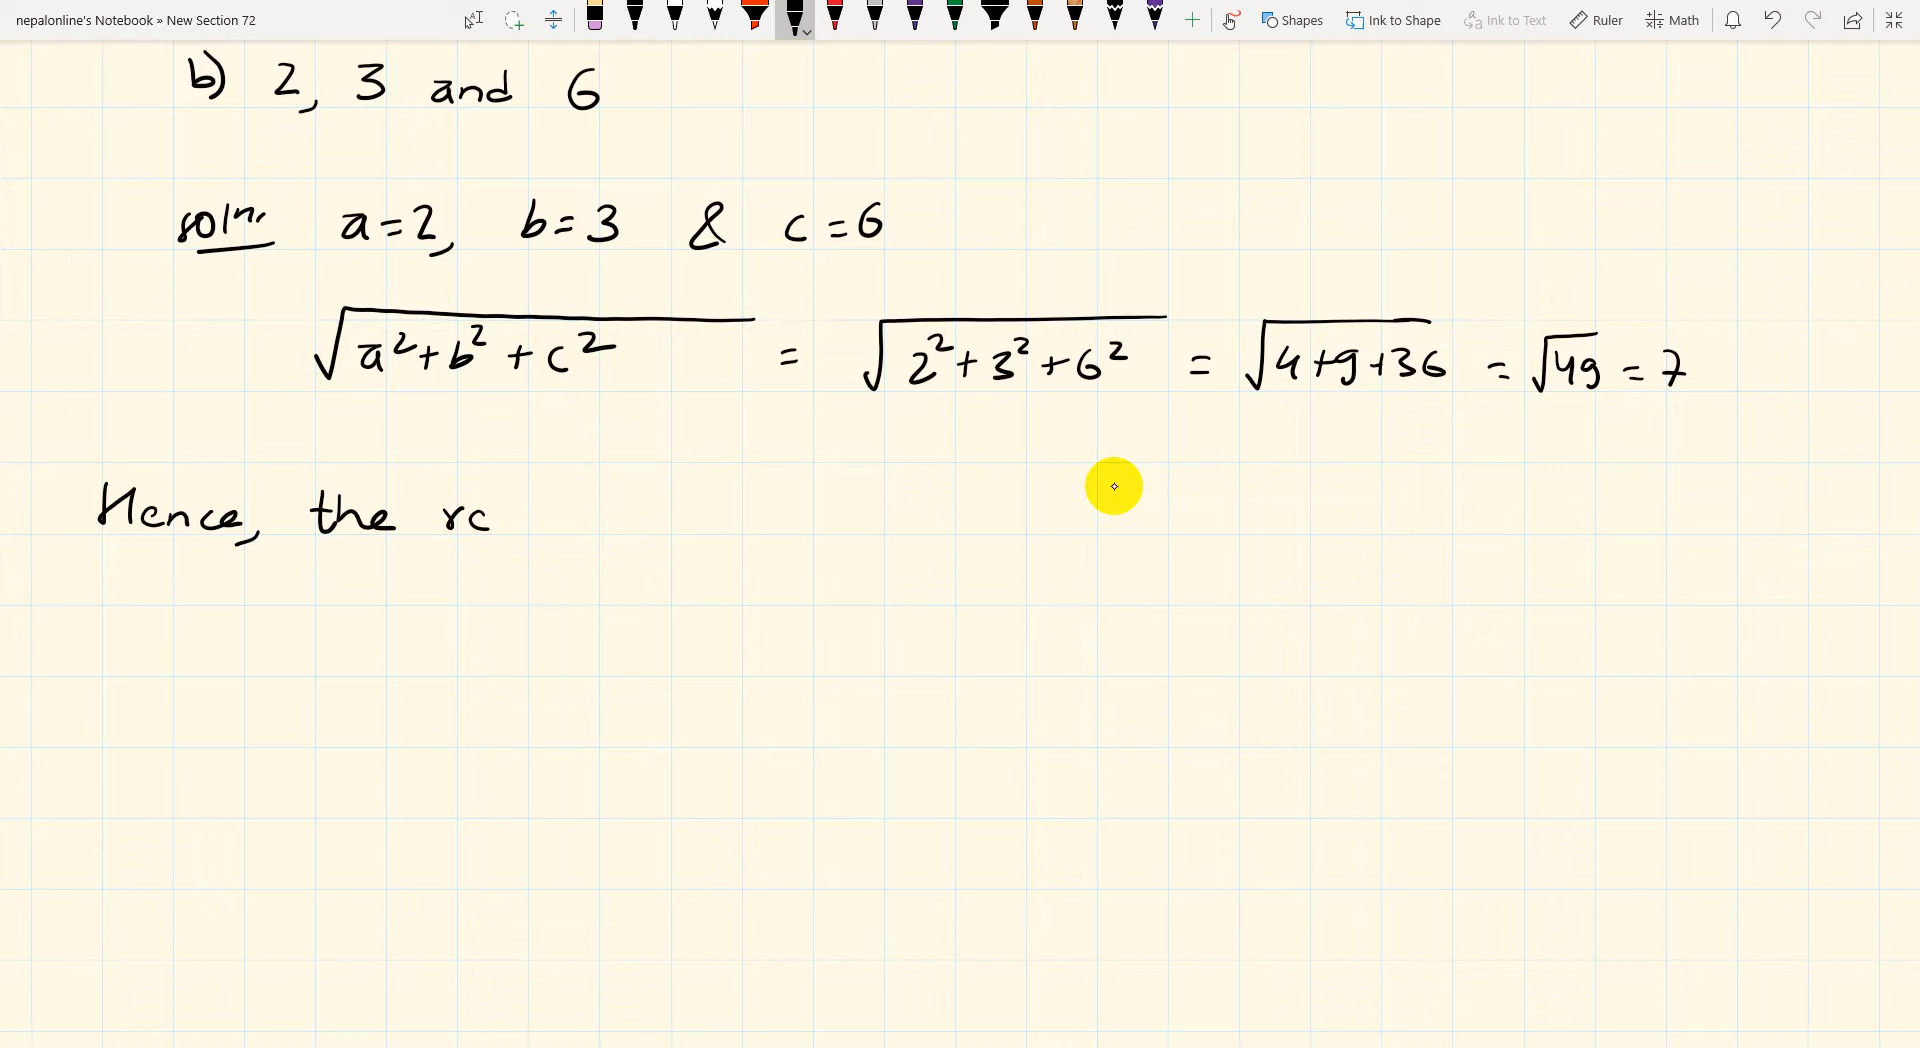 nepalonline's Notebook » New Section 72 Shapes Ink to Shape Ink to Text Ruler Math
b) 2, 3 and 6
soln. a=2, b=3 & c=6
√a²+b²+c² = √2²+3²+6² = √4+9+36 = √49 = 7
Hence, the rc